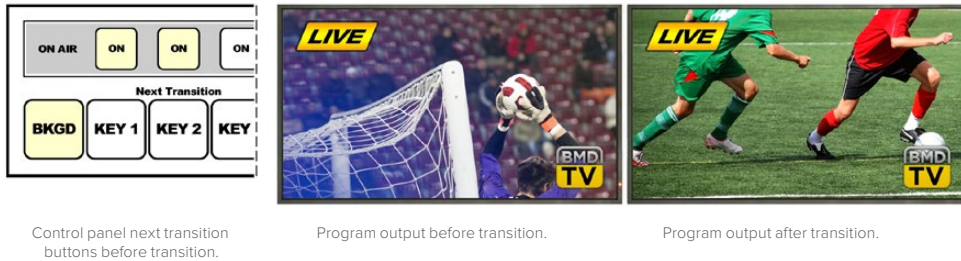 ON AIR ON ON ON
Next Transition
BKGD KEY 1 KEY 2 KEY
LIVE
BMD
TV
LIVE
BMD
TV
Control panel next transition
buttons before transition.
Program output before transition.
Program output after transition.